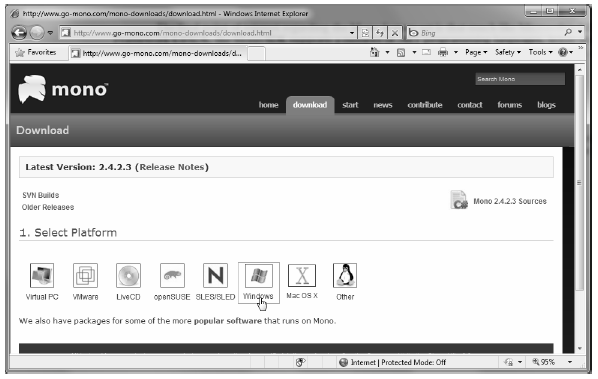 http://www.go-mono.com/mono-downloads/download.html - Windows Internet Explorer
http://www.go-mono.com/mono-downloads/download.html
Bing
Favorites
http://www.go-mono.com/mono-downloads/d...
Page
Safety
Tools
mono
Search Mono
home download start news contribute contact forums blogs
Download
Latest Version: 2.4.2.3 (Release Notes)
SVN Builds
Older Releases
Mono 2.4.2.3 Sources
1. Select Platform
Virtual PC VMware LiveCD openSUSE SLES/SLED Windows Mac OS X Other
We also have packages for some of the more popular software that runs on Mono.
Internet | Protected Mode: Off
95%